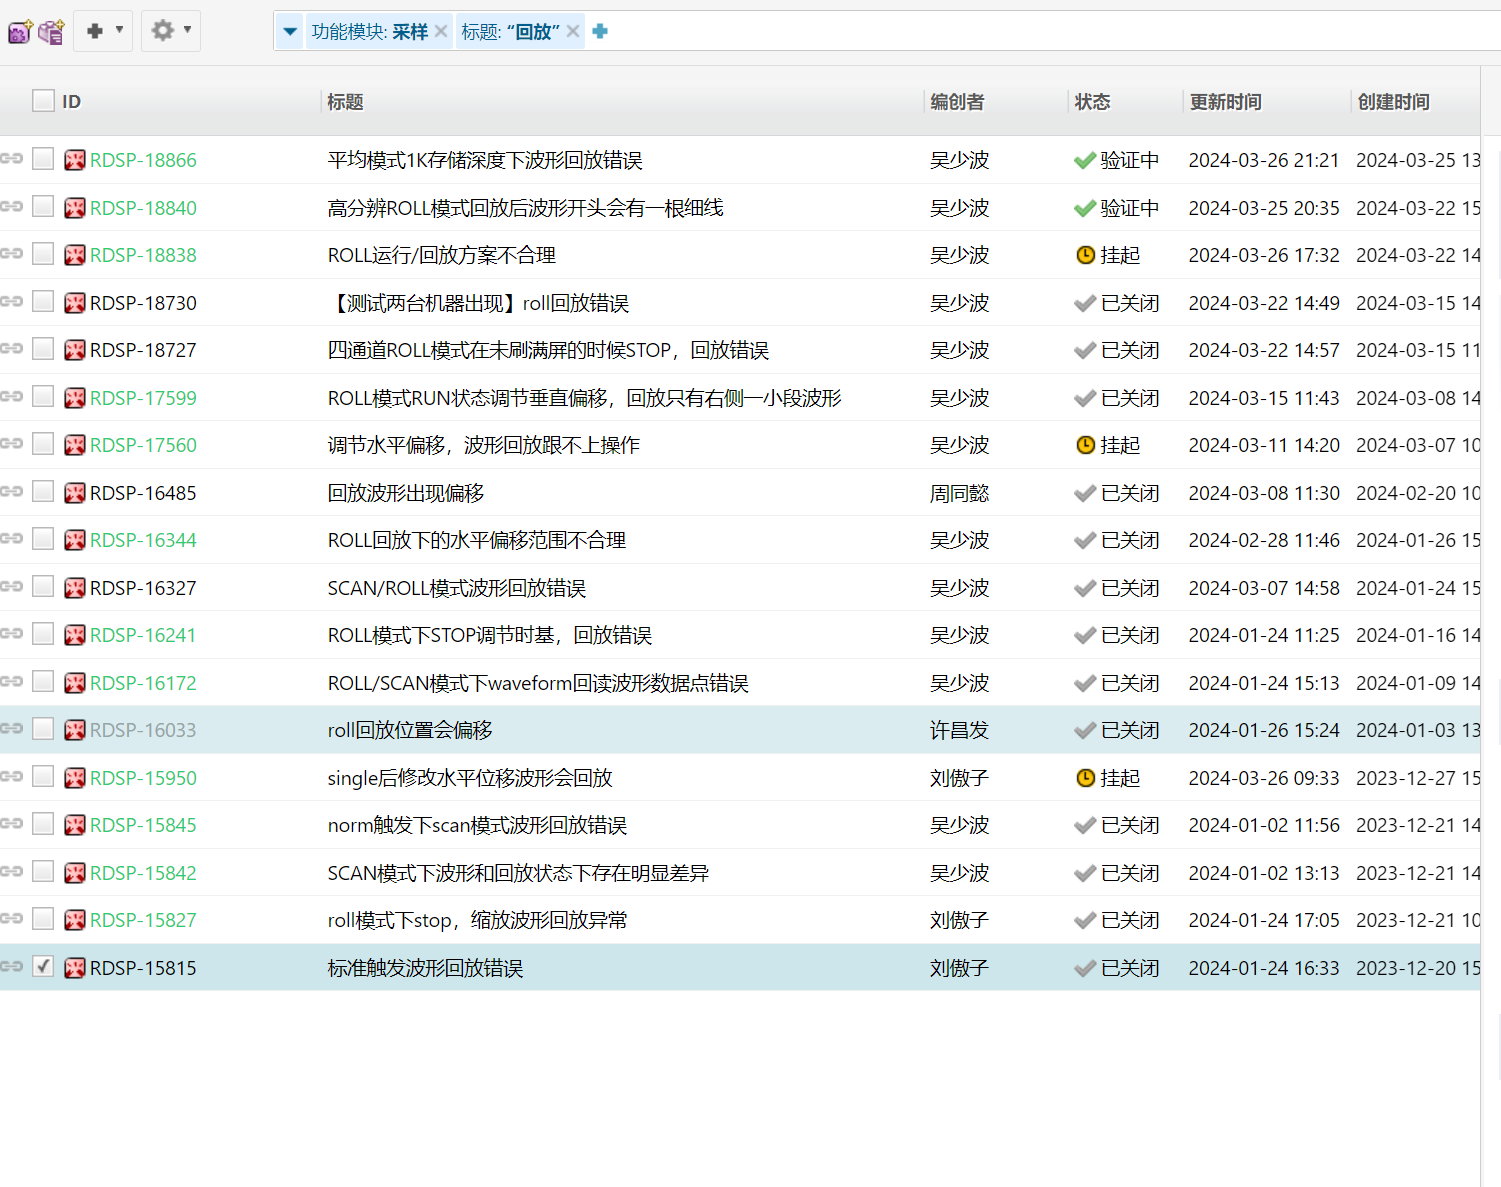 功能模块: 采样 标题: “回放”
ID 标题 编创者 状态 更新时间 创建时间
RDSP-18866 平均模式1K存储深度下波形回放错误 吴少波 验证中 2024-03-26 21:21 2024-03-25 13
RDSP-18840 高分辨ROLL模式回放后波形开头会有一根细线 吴少波 验证中 2024-03-25 20:35 2024-03-22 15
RDSP-18838 ROLL运行/回放方案不合理 吴少波 挂起 2024-03-26 17:32 2024-03-22 14
RDSP-18730 【测试两台机器出现】roll回放错误 吴少波 已关闭 2024-03-22 14:49 2024-03-15 14
RDSP-18727 四通道ROLL模式在未刷满屏的时候STOP，回放错误 吴少波 已关闭 2024-03-22 14:57 2024-03-15 11
RDSP-17599 ROLL模式RUN状态调节垂直偏移，回放只有右侧一小段波形 吴少波 已关闭 2024-03-15 11:43 2024-03-08 14
RDSP-17560 调节水平偏移，波形回放跟不上操作 吴少波 挂起 2024-03-11 14:20 2024-03-07 10
RDSP-16485 回放波形出现偏移 周同懿 已关闭 2024-03-08 11:30 2024-02-20 10
RDSP-16344 ROLL回放下的水平偏移范围不合理 吴少波 已关闭 2024-02-28 11:46 2024-01-26 15
RDSP-16327 SCAN/ROLL模式波形回放错误 吴少波 已关闭 2024-03-07 14:58 2024-01-24 15
RDSP-16241 ROLL模式下STOP调节时基，回放错误 吴少波 已关闭 2024-01-24 11:25 2024-01-16 14
RDSP-16172 ROLL/SCAN模式下waveform回读波形数据点错误 吴少波 已关闭 2024-01-24 15:13 2024-01-09 14
RDSP-16033 roll回放位置会偏移 许昌发 已关闭 2024-01-26 15:24 2024-01-03 13
RDSP-15950 single后修改水平位移波形会回放 刘傲子 挂起 2024-03-26 09:33 2023-12-27 15
RDSP-15845 norm触发下scan模式波形回放错误 吴少波 已关闭 2024-01-02 11:56 2023-12-21 14
RDSP-15842 SCAN模式下波形和回放状态下存在明显差异 吴少波 已关闭 2024-01-02 13:13 2023-12-21 14
RDSP-15827 roll模式下stop，缩放波形回放异常 刘傲子 已关闭 2024-01-24 17:05 2023-12-21 10
RDSP-15815 标准触发波形回放错误 刘傲子 已关闭 2024-01-24 16:33 2023-12-20 15